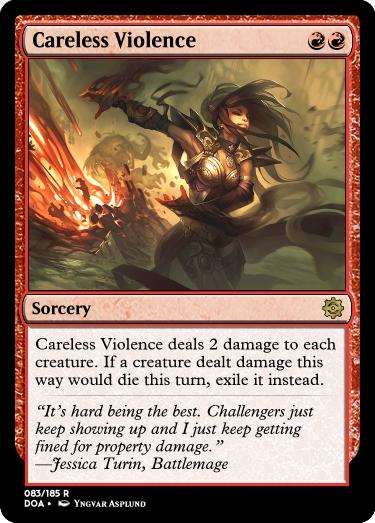 Careless Violence
Sorcery
Careless Violence deals 2 damage to each
creature. If a creature dealt damage this
way would die this turn, exile it instead.
“It's hard being the best. Challengers just
keep showing up and I just keep getting
fined for property damage.”
—Jessica Turin, Battlemage
083/185 R
DOA • Yngvar Asplund